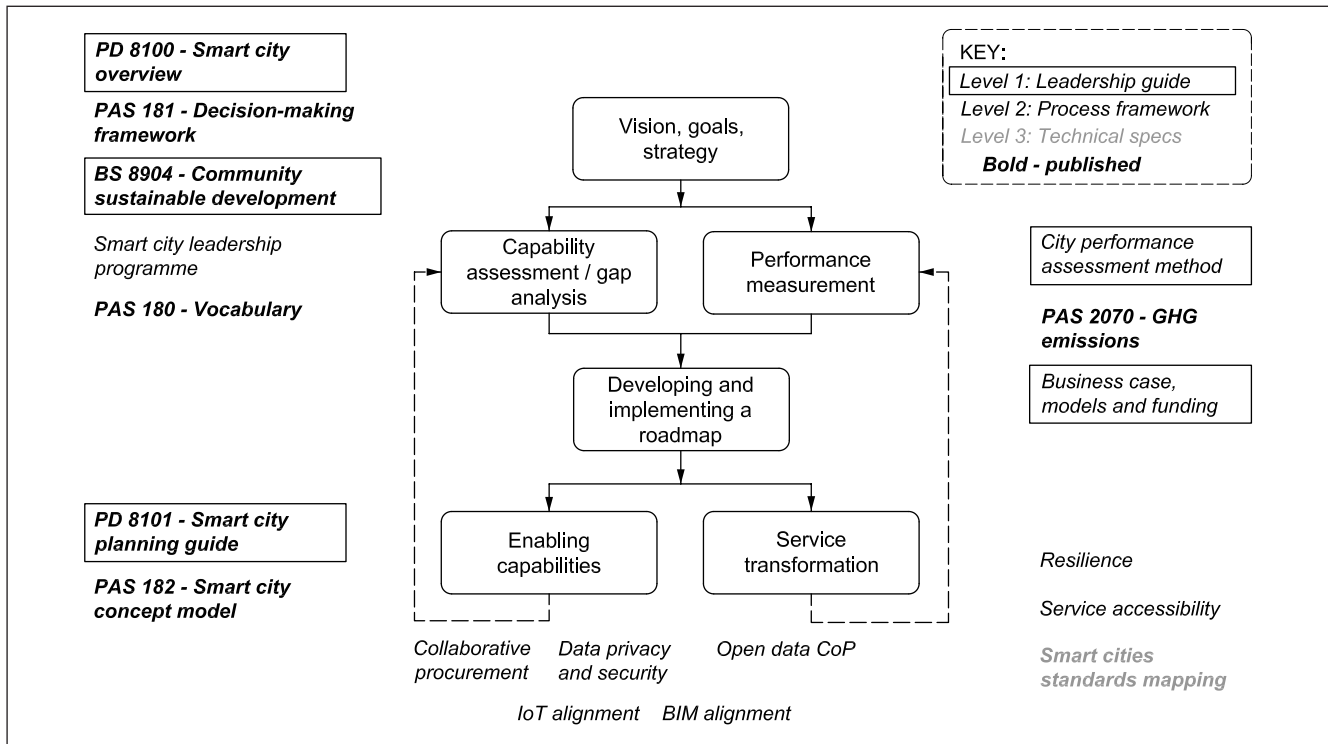 PD 8100 - Smart city
overview
PAS 181 - Decision-making
framework
BS 8904 - Community
sustainable development
Smart city leadership
programme
PAS 180 - Vocabulary
PD 8101 - Smart city
planning guide
PAS 182 - Smart city
concept model
Vision, goals,
strategy
Capability
assessment / gap
analysis
Performance
measurement
Developing and
implementing a
roadmap
Enabling
capabilities
Service
transformation
Collaborative
procurement
Data privacy
and security
Open data CoP
IoT alignment
BIM alignment
KEY:
Level 1: Leadership guide
Level 2: Process framework
Level 3: Technical specs
Bold - published
City performance
assessment method
PAS 2070 - GHG
emissions
Business case,
models and funding
Resilience
Service accessibility
Smart cities
standards mapping